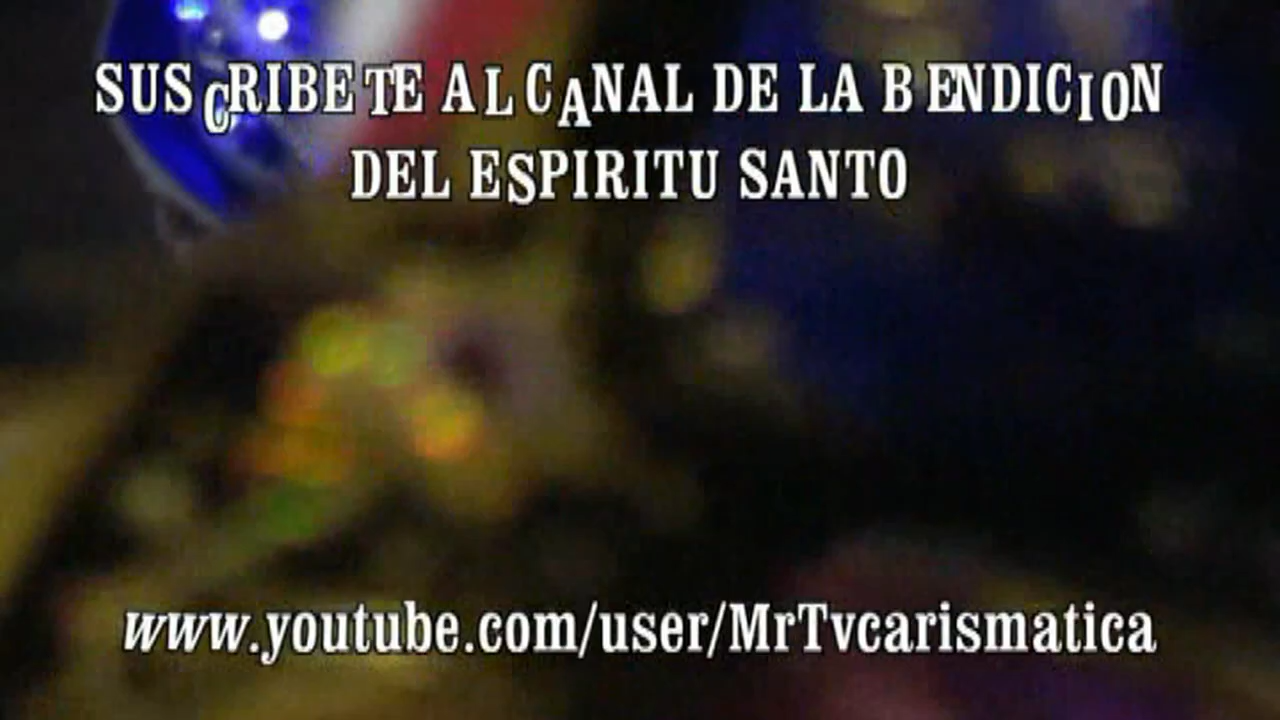 SUSCRIBETE AL CANAL DE LA BENDICION
DEL ESPIRITU SANTO
www.youtube.com/user/MrTvcarismatica